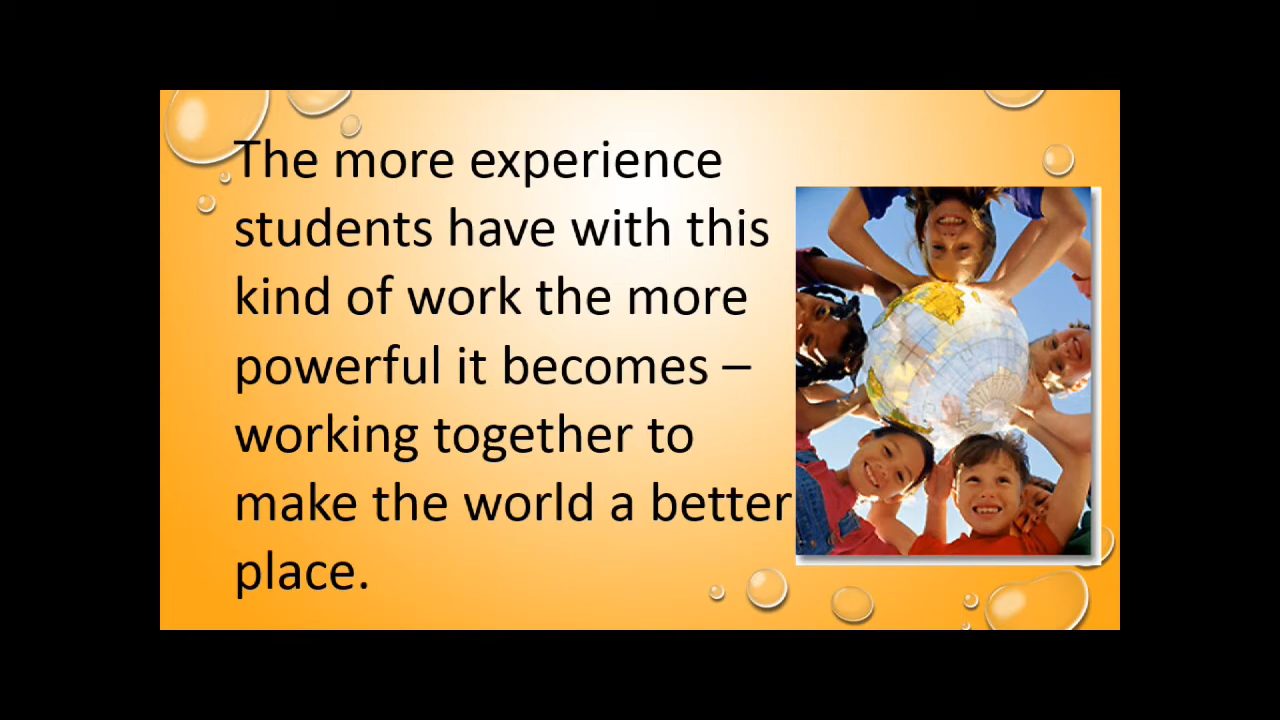 The more experience
students have with this
kind of work the more
powerful it becomes –
working together to
make the world a better
place.